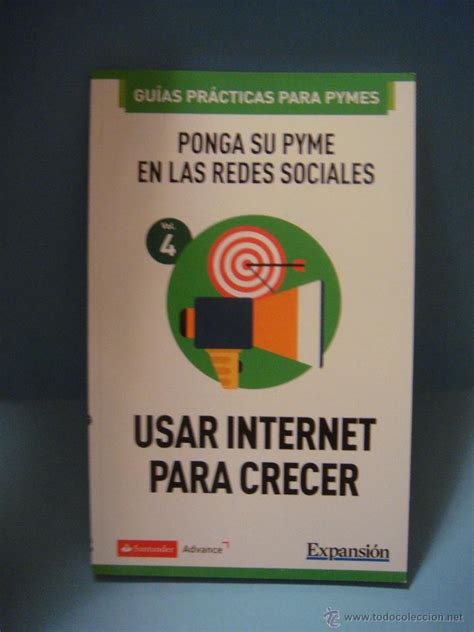 GUÍAS PRÁCTICAS PARA PYMES
PONGA SU PYME
EN LAS REDES SOCIALES
Vol.
4
USAR INTERNET
PARA CRECER
Santander Advance
Expansión
© www.todocoleccion.net